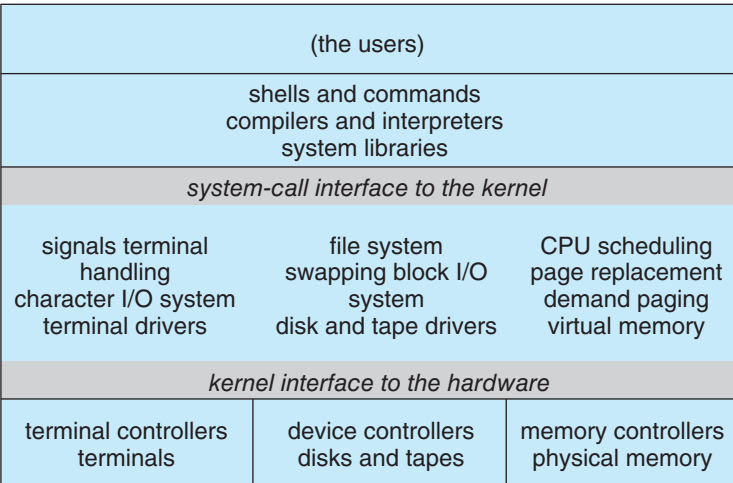 (the users)
shells and commands
compilers and interpreters
system libraries
system-call interface to the kernel
signals terminal
handling
character I/O system
terminal drivers
file system
swapping block I/O
system
disk and tape drivers
CPU scheduling
page replacement
demand paging
virtual memory
kernel interface to the hardware
terminal controllers
terminals
device controllers
disks and tapes
memory controllers
physical memory